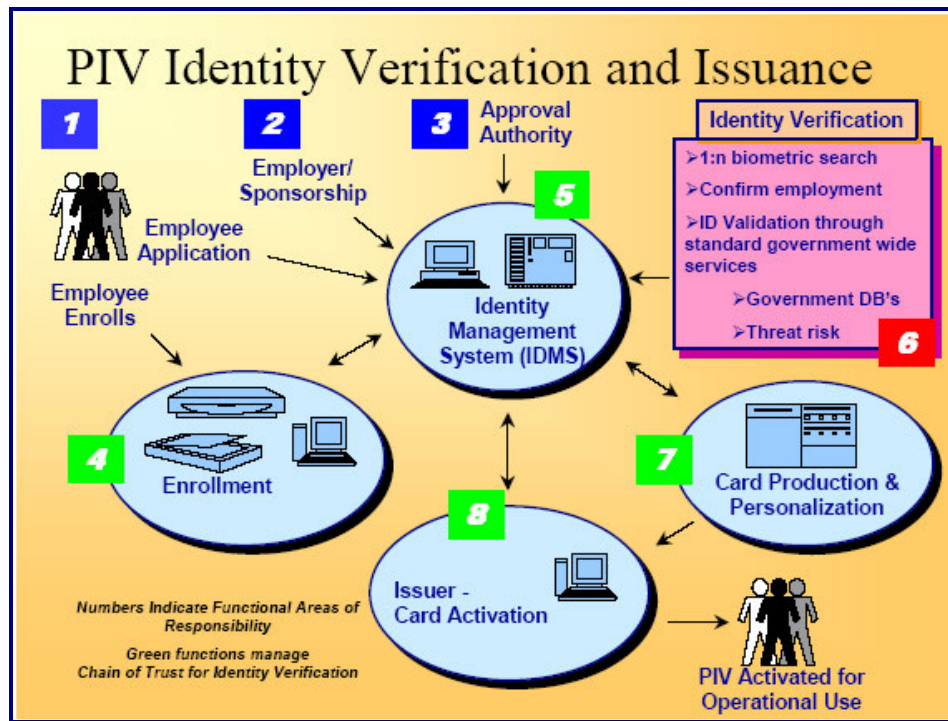 PIV Identity Verification and Issuance
1
2
3
Approval
Authority
Employer/
Sponsorship
Employee
Application
Employee
Enrolls
Identity Verification
➢1:n biometric search
➢Confirm employment
➢ID Validation through
standard government wide
services
➢Government DB's
➢Threat risk
6
5
Identity
Management
System (IDMS)
4
Enrollment
7
Card Production &
Personalization
8
Issuer -
Card Activation
Numbers Indicate Functional Areas of
Responsibility
Green functions manage
Chain of Trust for Identity Verification
PIV Activated for
Operational Use